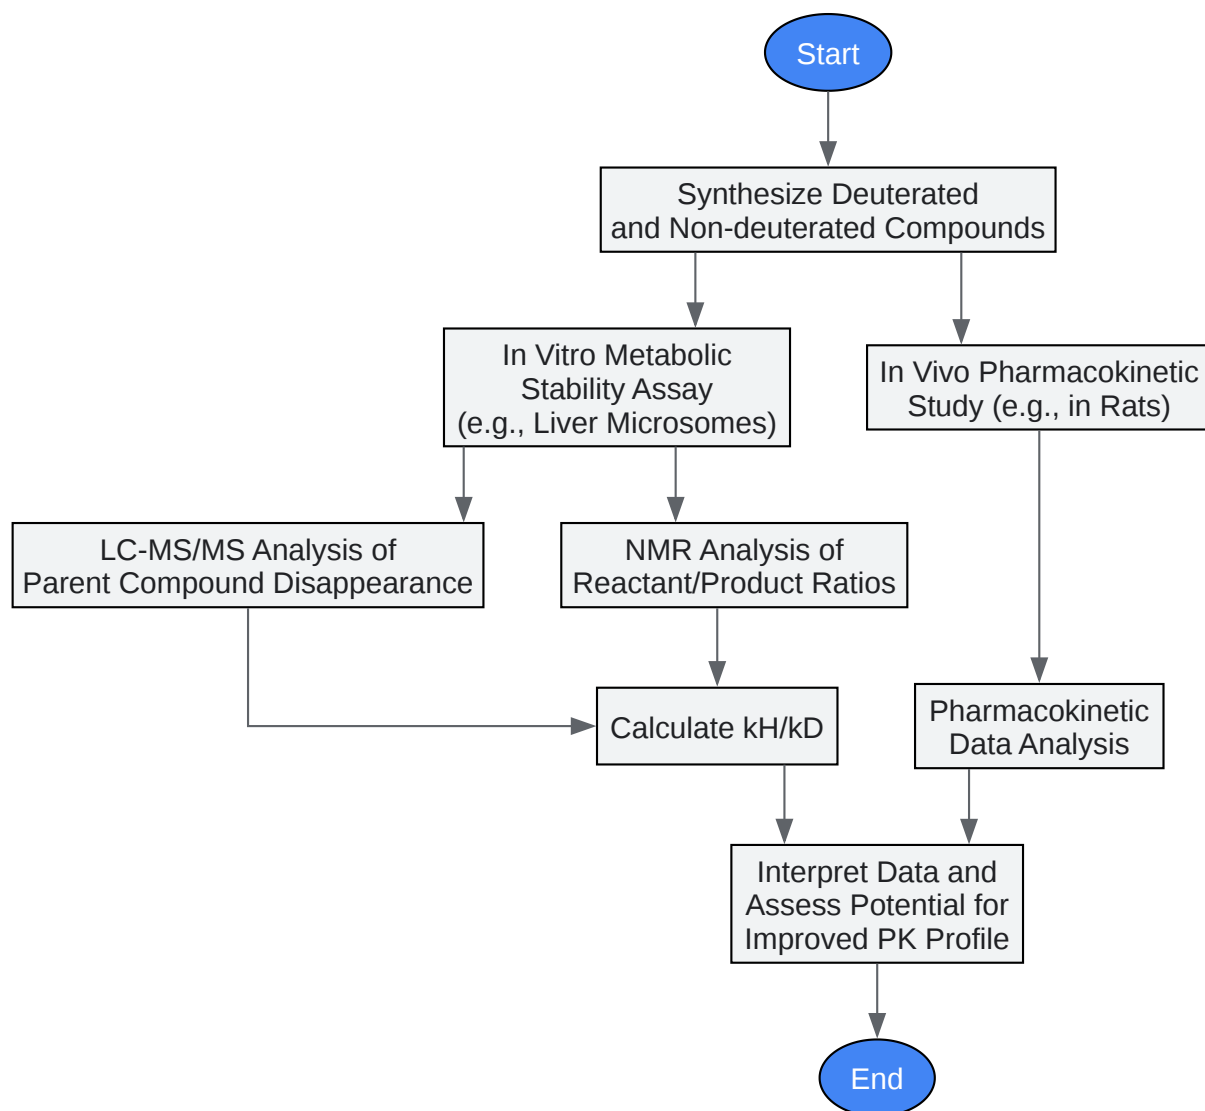 Start
Synthesize Deuterated
and Non-deuterated Compounds
In Vitro Metabolic
Stability Assay
(e.g., Liver Microsomes)
In Vivo Pharmacokinetic
Study (e.g., in Rats)
LC-MS/MS Analysis of
Parent Compound Disappearance
NMR Analysis of
Reactant/Product Ratios
Calculate kH/kD
Pharmacokinetic
Data Analysis
Interpret Data and
Assess Potential for
Improved PK Profile
End